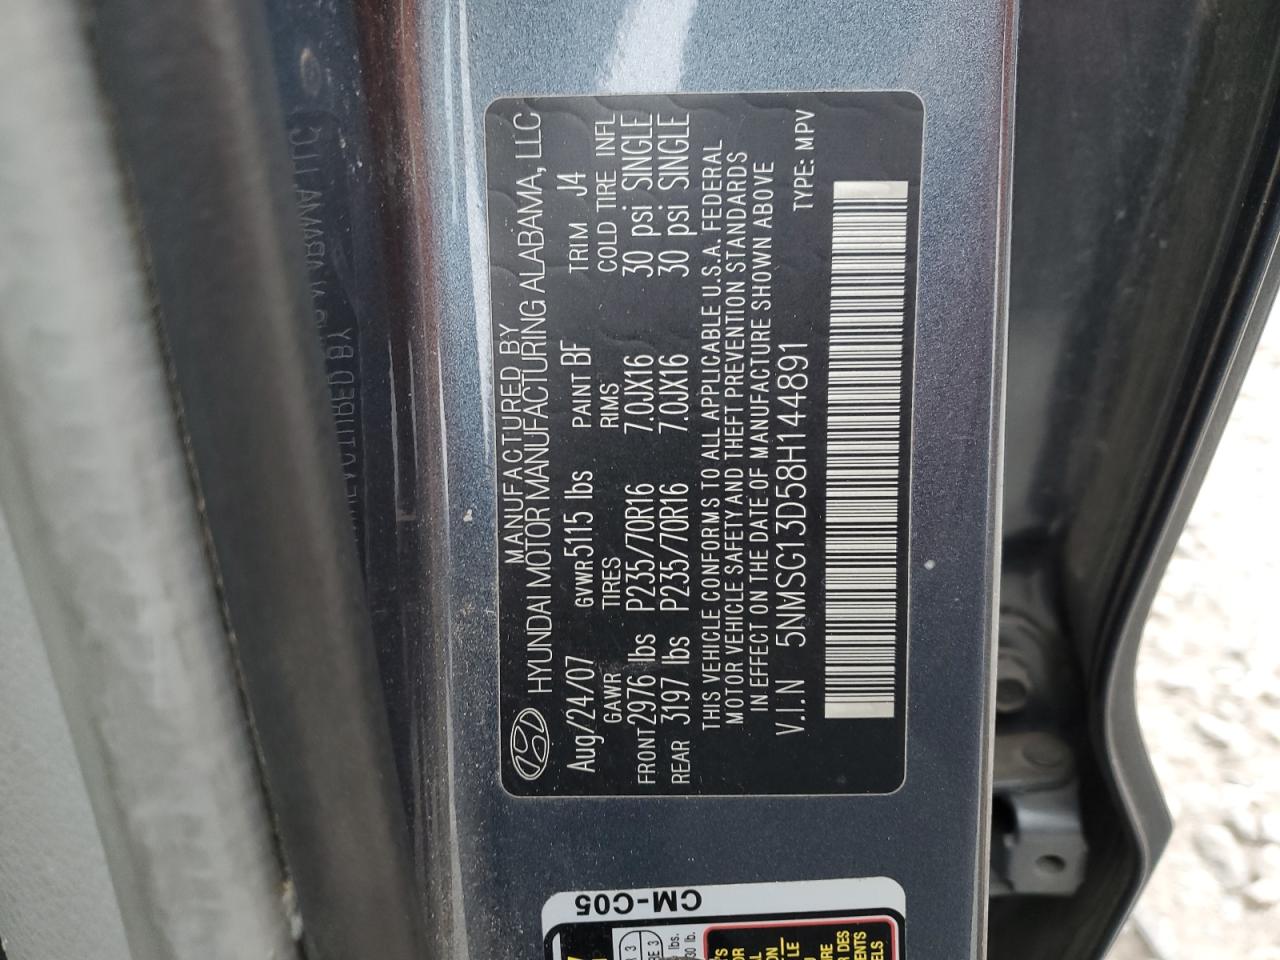 MANUFACTURED BY
HYUNDAI MOTOR MANUFACTURING ALABAMA, LLC
Aug/24/07 GVWR 5115 lbs PAINT BF TRIM J4
GAWR TIRES RIMS COLD TIRE INFL
FRONT 2976 lbs P235/70R16 7.0JX16 30 psi SINGLE
REAR 3197 lbs P235/70R16 7.0JX16 30 psi SINGLE
THIS VEHICLE CONFORMS TO ALL APPLICABLE U.S.A. FEDERAL
MOTOR VEHICLE SAFETY AND THEFT PREVENTION STANDARDS
IN EFFECT ON THE DATE OF MANUFACTURE SHOWN ABOVE
V.I.N 5NMSG13D58H144891 TYPE: MPV
CM-C05